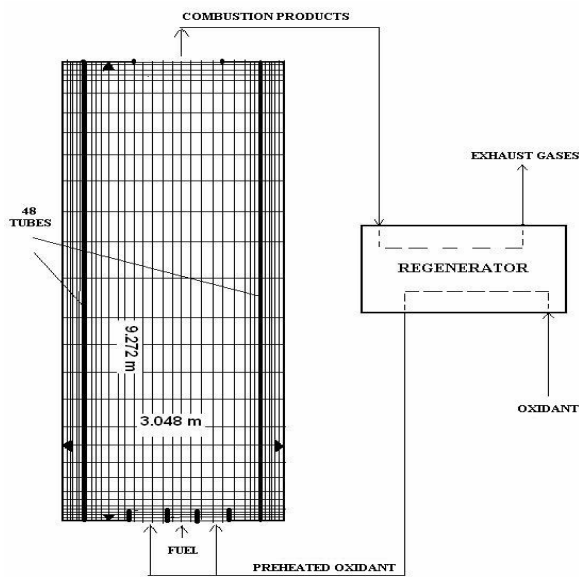 COMBUSTION PRODUCTS
EXHAUST GASES
48
TUBES
REGENERATOR
9.272 m
3.048 m
OXIDANT
FUEL
PREHEATED OXIDANT